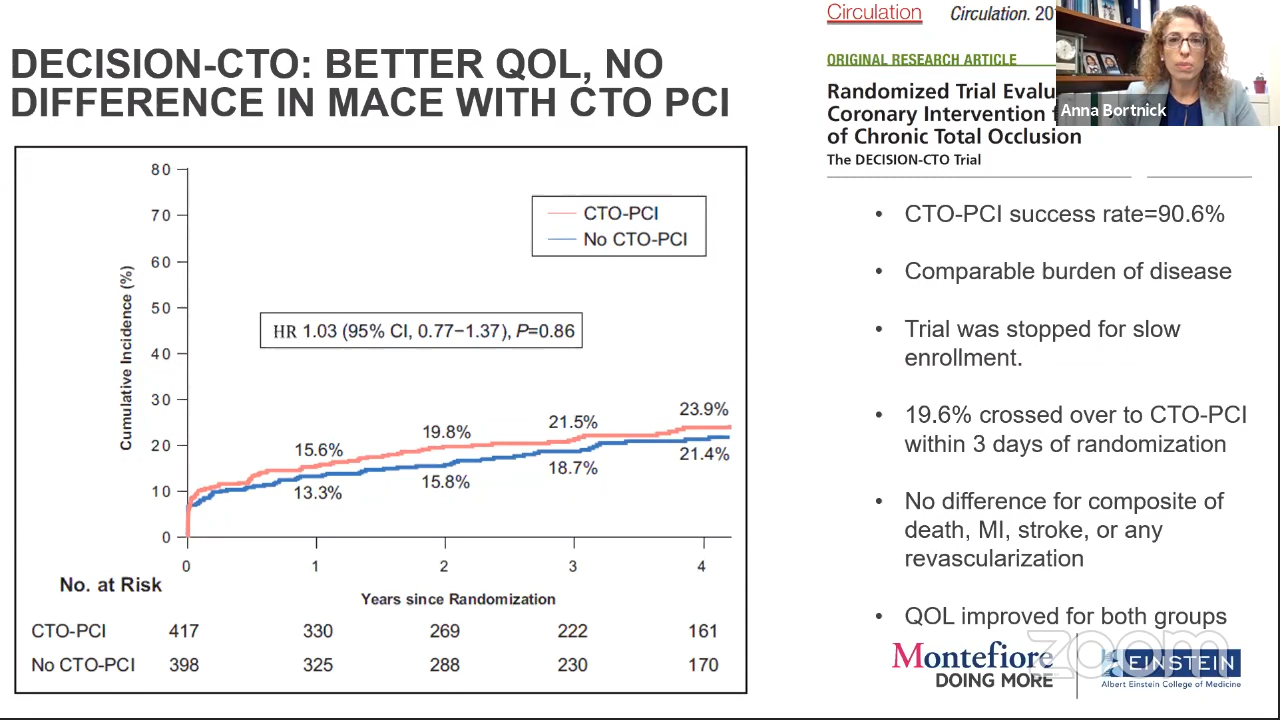 DECISION-CTO: BETTER QOL, NO
DIFFERENCE IN MACE WITH CTO PCI
80
70
60
50
40
30
20
10
0
Cumulative Incidence (%)
CTO-PCI
No CTO-PCI
HR 1.03 (95% CI, 0.77–1.37), P=0.86
15.6%
19.8%
21.5%
23.9%
13.3%
15.8%
18.7%
21.4%
0 1 2 3 4
No. at Risk
Years since Randomization
CTO-PCI 417 330 269 222 161
No CTO-PCI 398 325 288 230 170
Circulation Circulation.
ORIGINAL RESEARCH ARTICLE
Randomized Trial
Coronary Intervention
of Chronic Total Occlusion
The DECISION-CTO Trial
Anna Bortnick
• CTO-PCI success rate=90.6%
• Comparable burden of disease
• Trial was stopped for slow
enrollment.
• 19.6% crossed over to CTO-PCI
within 3 days of randomization
• No difference for composite of
death, MI, stroke, or any
revascularization
• QOL improved for both groups
zoom
Montefiore
DOING MORE
EINSTEIN
Albert Einstein College of Medicine